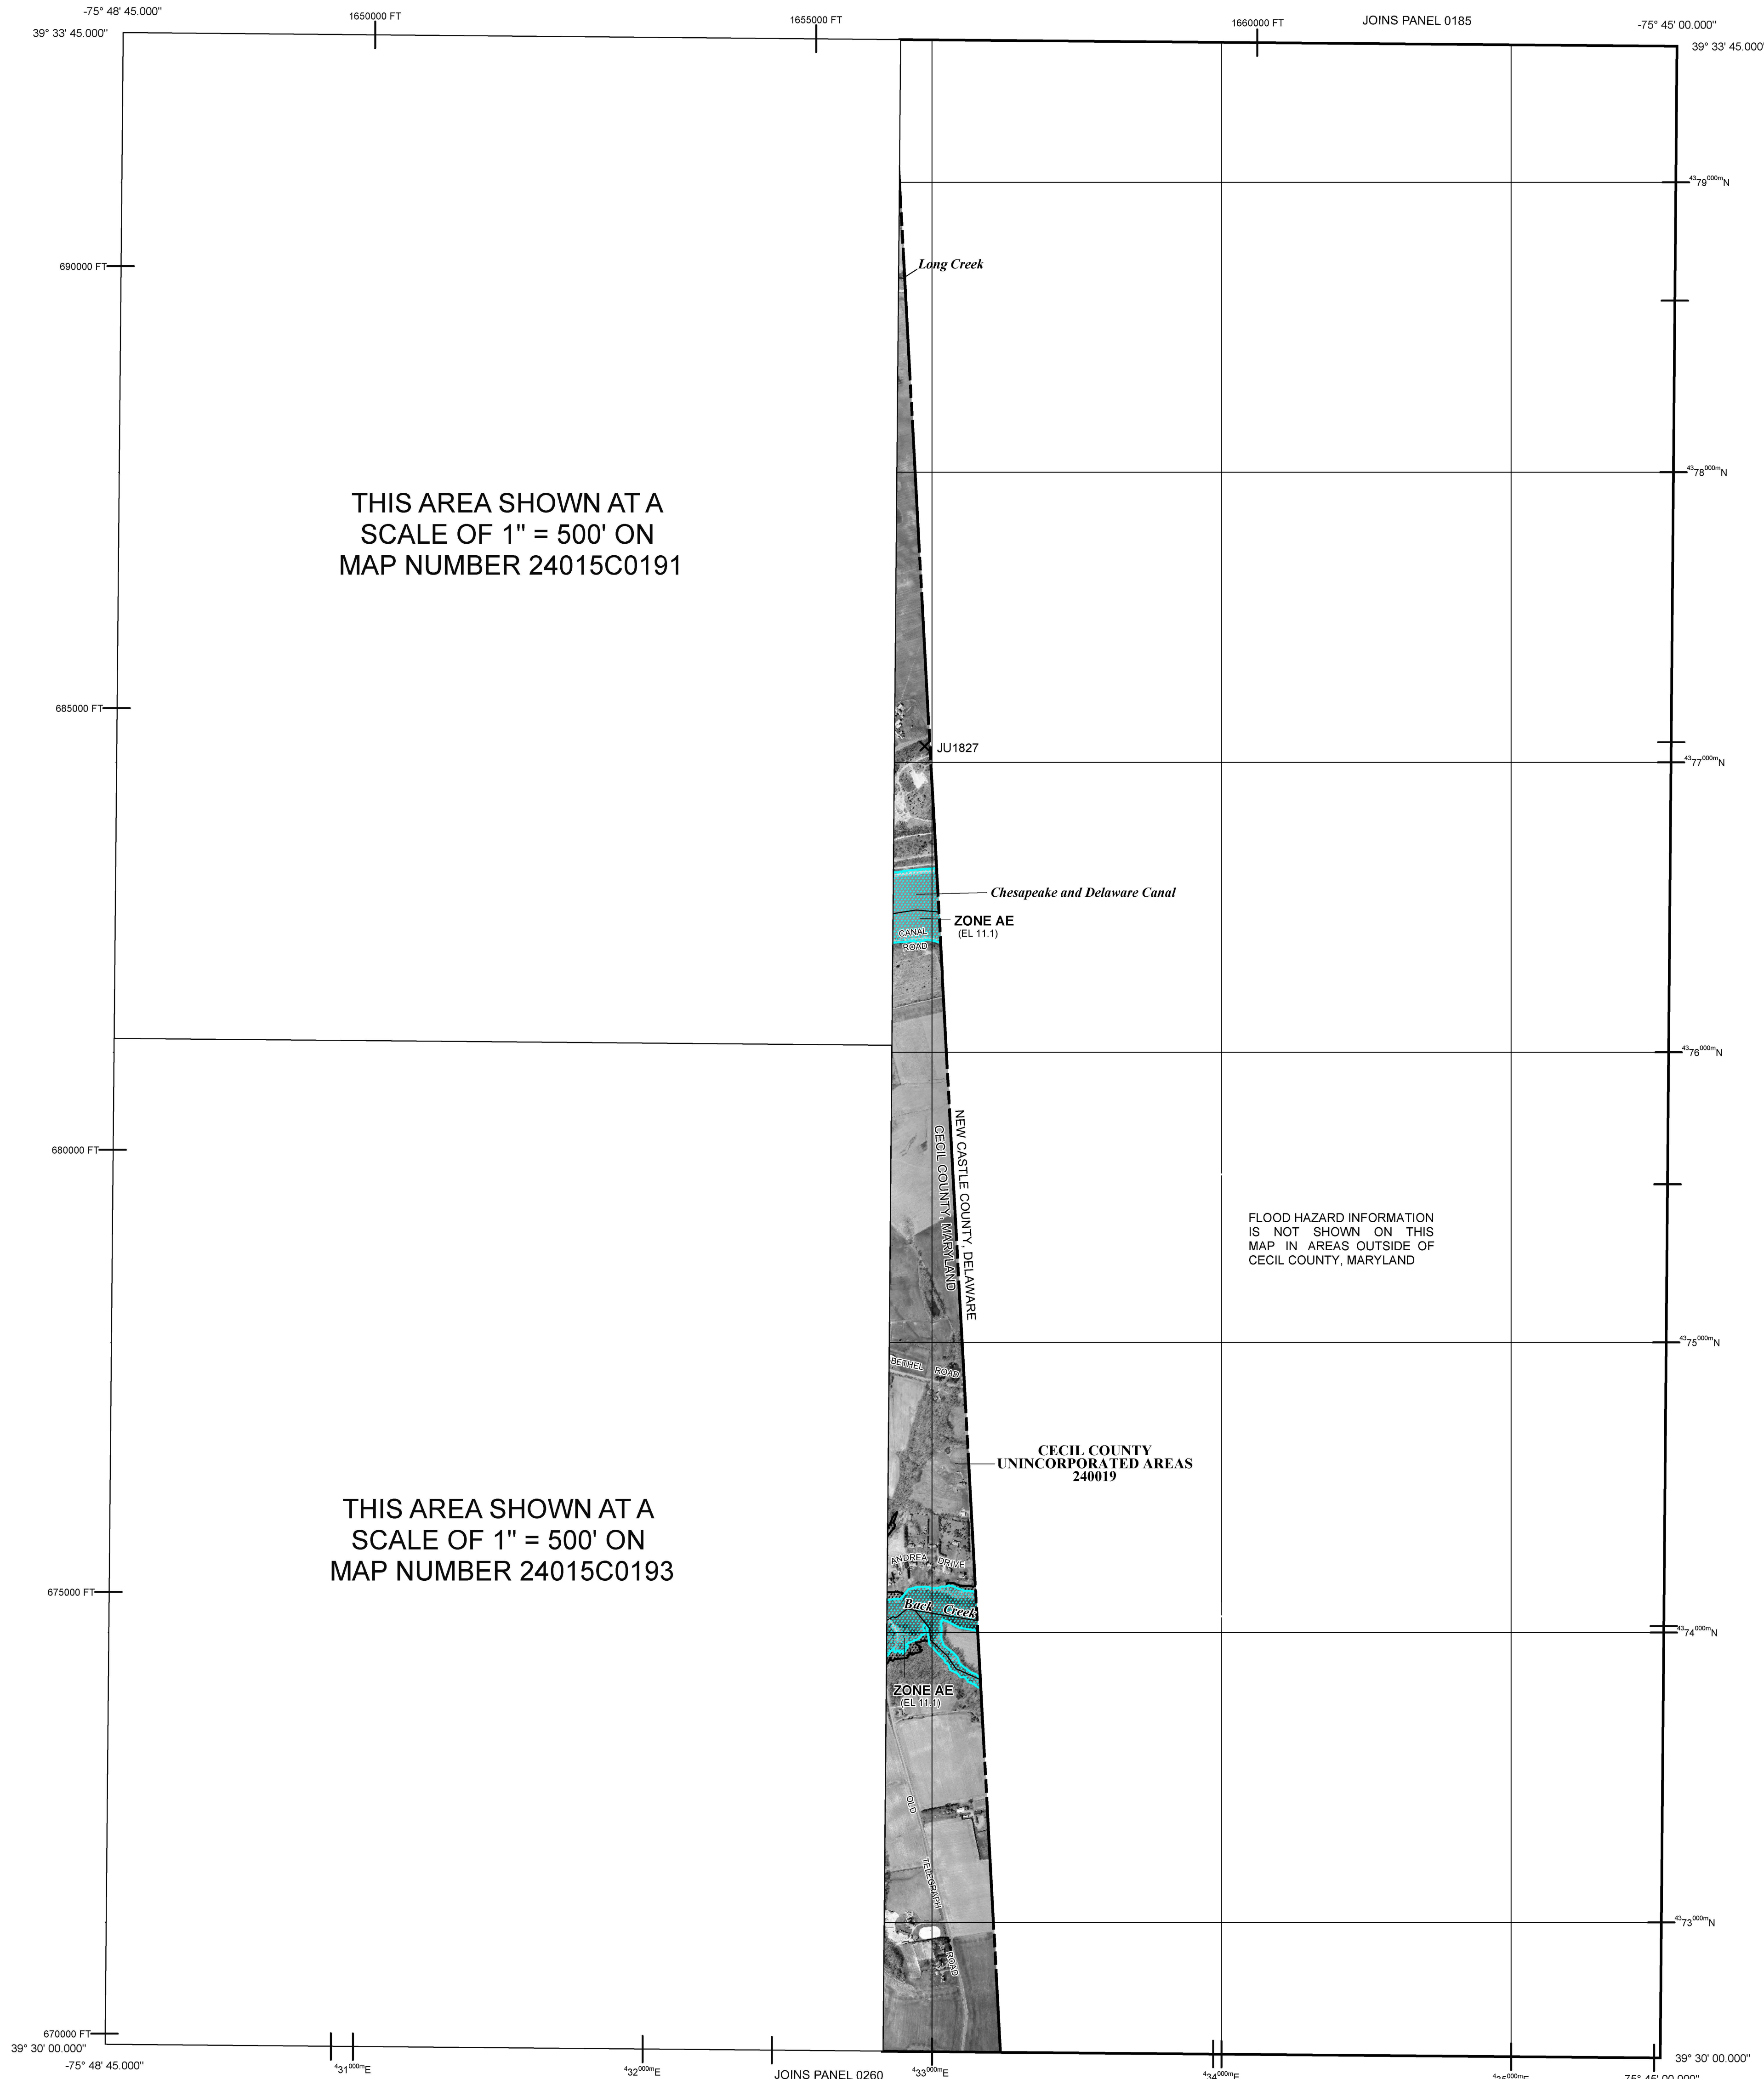 -75° 48' 45.000"
1650000 FT
1655000 FT
1660000 FT
JOINS PANEL 0185
-75° 45' 00.000"
39° 33' 45.000"
39° 33' 45.000"
4379000m N
690000 FT
Long Creek
4378000m N
THIS AREA SHOWN AT A
SCALE OF 1" = 500' ON
MAP NUMBER 24015C0191
685000 FT
JU1827
4377000m N
Chesapeake and Delaware Canal
ZONE AE
(EL 11.1)
CANAL
ROAD
4376000m N
680000 FT
NEW CASTLE COUNTY, DELAWARE
CECIL COUNTY, MARYLAND
FLOOD HAZARD INFORMATION
IS NOT SHOWN ON THIS
MAP IN AREAS OUTSIDE OF
CECIL COUNTY, MARYLAND
4375000m N
BETHEL ROAD
CECIL COUNTY
UNINCORPORATED AREAS
240019
THIS AREA SHOWN AT A
SCALE OF 1" = 500' ON
MAP NUMBER 24015C0193
ANDREA DRIVE
675000 FT
Back Creek
4374000m N
ZONE AE
(EL 11.1)
OLD
TELEGRAPH
ROAD
4373000m N
670000 FT
39° 30' 00.000"
39° 30' 00.000"
-75° 48' 45.000"
431000m E
432000m E
JOINS PANEL 0260
433000m E
434000m E